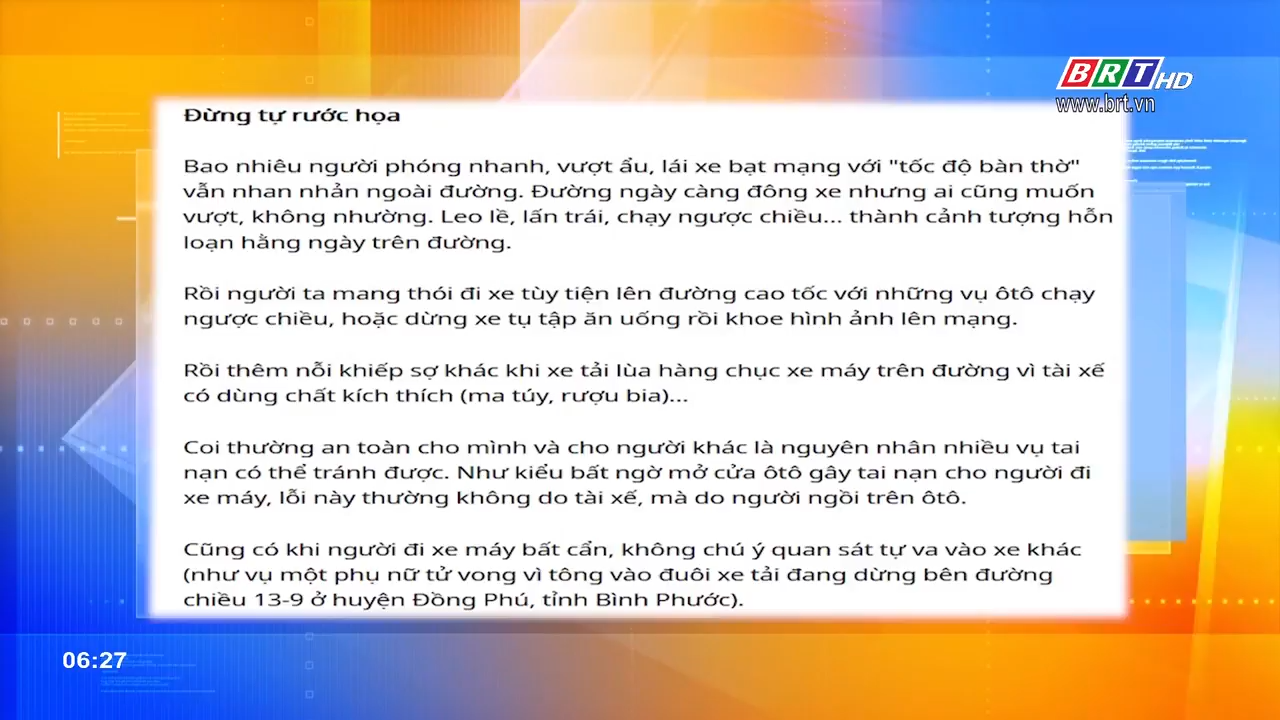 BRT HD
www.brt.vn
Đừng tự rước họa
Bao nhiêu người phóng nhanh, vượt ẩu, lái xe bạt mạng với "tốc độ bàn thờ"
vẫn nhan nhản ngoài đường. Đường ngày càng đông xe nhưng ai cũng muốn
vượt, không nhường. Leo lề, lấn trái, chạy ngược chiều... thành cảnh tượng hỗn
loạn hằng ngày trên đường.
Rồi người ta mang thói đi xe tùy tiện lên đường cao tốc với những vụ ôtô chạy
ngược chiều, hoặc dừng xe tụ tập ăn uống rồi khoe hình ảnh lên mạng.
Rồi thêm nỗi khiếp sợ khác khi xe tải lùa hàng chục xe máy trên đường vì tài xế
có dùng chất kích thích (ma túy, rượu bia)...
Coi thường an toàn cho mình và cho người khác là nguyên nhân nhiều vụ tai
nạn có thể tránh được. Như kiểu bất ngờ mở cửa ôtô gây tai nạn cho người đi
xe máy, lỗi này thường không do tài xế, mà do người ngồi trên ôtô.
Cũng có khi người đi xe máy bất cẩn, không chú ý quan sát tự va vào xe khác
(như vụ một phụ nữ tử vong vì tông vào đuôi xe tải đang dừng bên đường
chiều 13-9 ở huyện Đồng Phú, tỉnh Bình Phước).
06:27